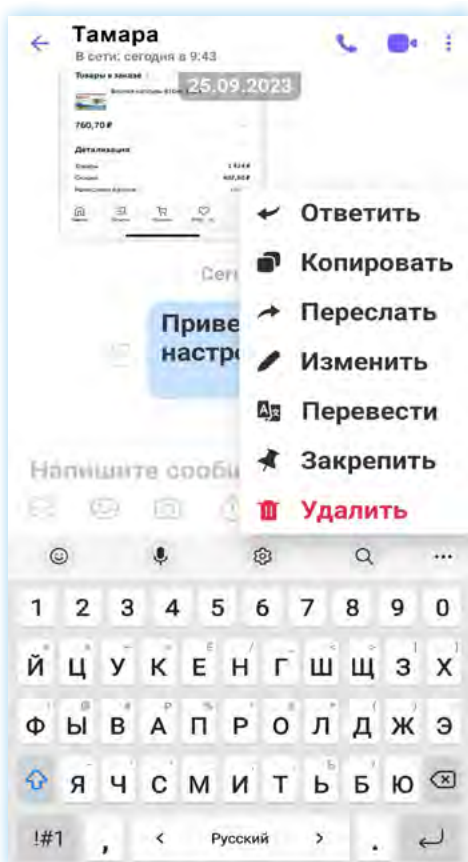 Тамара
В сети: сегодня в 9:43
Товары в заказе
25.09.2023
760,70 ₽
Детализация
Товары
Скидка
Ответить
Копировать
Приве
настро
Переслать
Изменить
Перевести
Закрепить
Напишите сообщ
Удалить
1 2 3 4 5 6 7 8 9 0
Й Ц У К Е Н Г Ш Щ З Х
Ф Ы В А П Р О Л Д Ж Э
Я Ч С М И Т Ь Б Ю
!#1 , < Русский > .